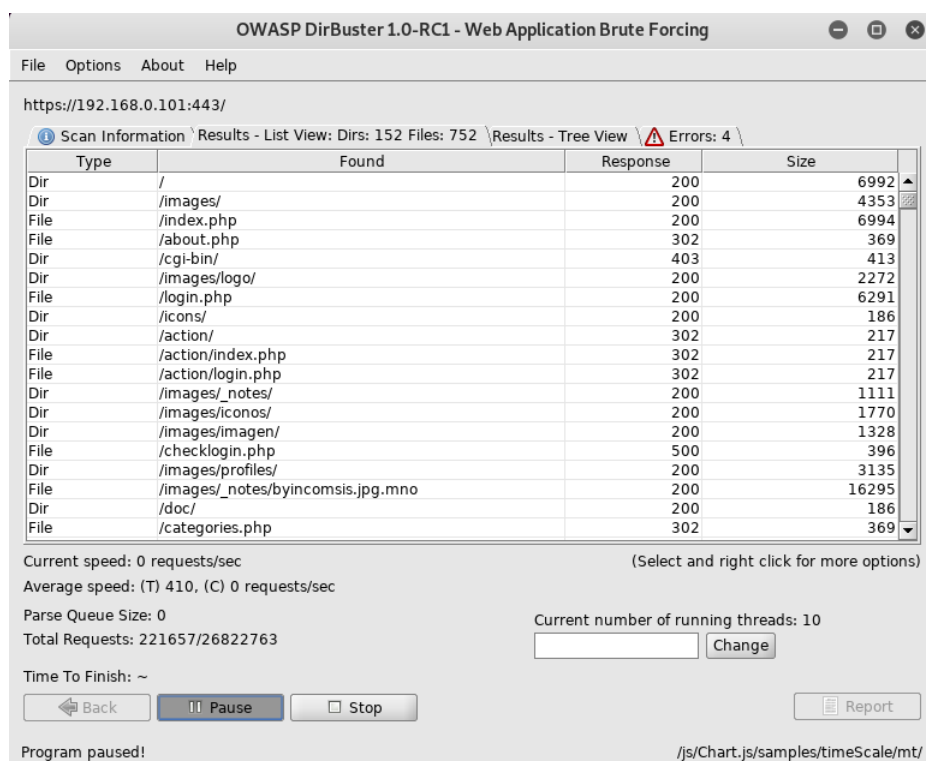 OWASP DirBuster 1.0-RC1 - Web Application Brute Forcing
File Options About Help
https://192.168.0.101:443/
Scan Information Results - List View: Dirs: 152 Files: 752 Results - Tree View Errors: 4
Type Found Response Size
Dir / 200 6992
Dir /images/ 200 4353
File /index.php 200 6994
File /about.php 302 369
Dir /cgi-bin/ 403 413
Dir /images/logo/ 200 2272
File /login.php 200 6291
Dir /icons/ 200 186
Dir /action/ 302 217
File /action/index.php 302 217
File /action/login.php 302 217
Dir /images/_notes/ 200 1111
Dir /images/iconos/ 200 1770
Dir /images/imagen/ 200 1328
File /checklogin.php 500 396
Dir /images/profiles/ 200 3135
File /images/_notes/byincomsis.jpg.mno 200 16295
Dir /doc/ 200 186
File /categories.php 302 369
Current speed: 0 requests/sec (Select and right click for more options)
Average speed: (T) 410, (C) 0 requests/sec
Parse Queue Size: 0 Current number of running threads: 10
Total Requests: 221657/26822763 Change
Time To Finish: ~
Back Pause Stop Report
Program paused! /js/Chart.js/samples/timeScale/mt/